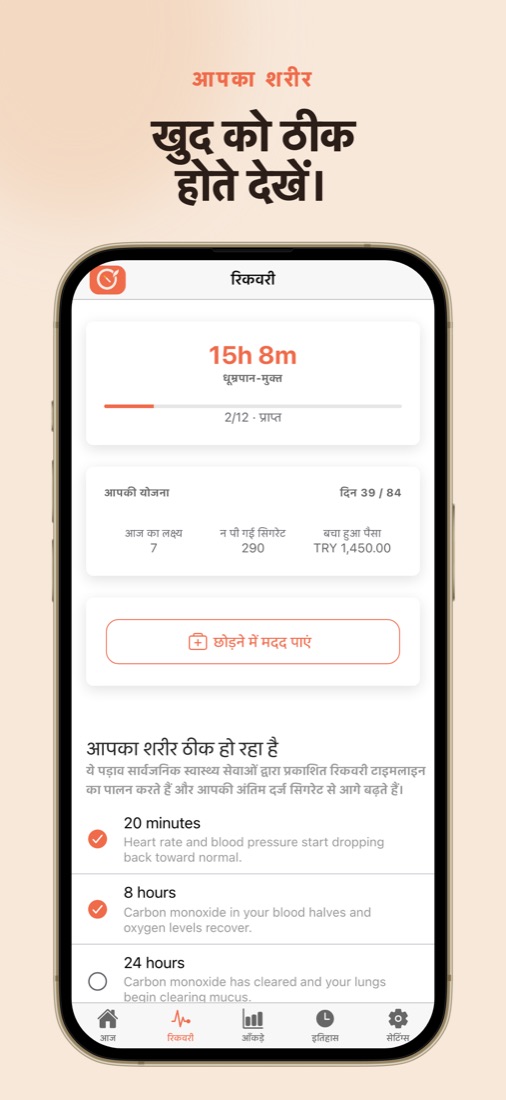 आपका शरीर
खुद को ठीक
होते देखें।
रिकवरी
15h 8m
धूम्रपान-मुक्त
2/12 · प्राप्त
आपकी योजना
दिन 39 / 84
आज का लक्ष्य
न पी गई सिगरेट
बचा हुआ पैसा
7
290
TRY 1,450.00
छोड़ने में मदद पाएं
आपका शरीर ठीक हो रहा है
ये पड़ाव सार्वजनिक स्वास्थ्य सेवाओं द्वारा प्रकाशित रिकवरी टाइमलाइन
का पालन करते हैं और आपकी अंतिम दर्ज सिगरेट से आगे बढ़ते हैं।
20 minutes
Heart rate and blood pressure start dropping
back toward normal.
8 hours
Carbon monoxide in your blood halves and
oxygen levels recover.
24 hours
Carbon monoxide has cleared and your lungs
begin clearing mucus.
आज
रिकवरी
आँकड़े
इतिहास
सेटिंग्स